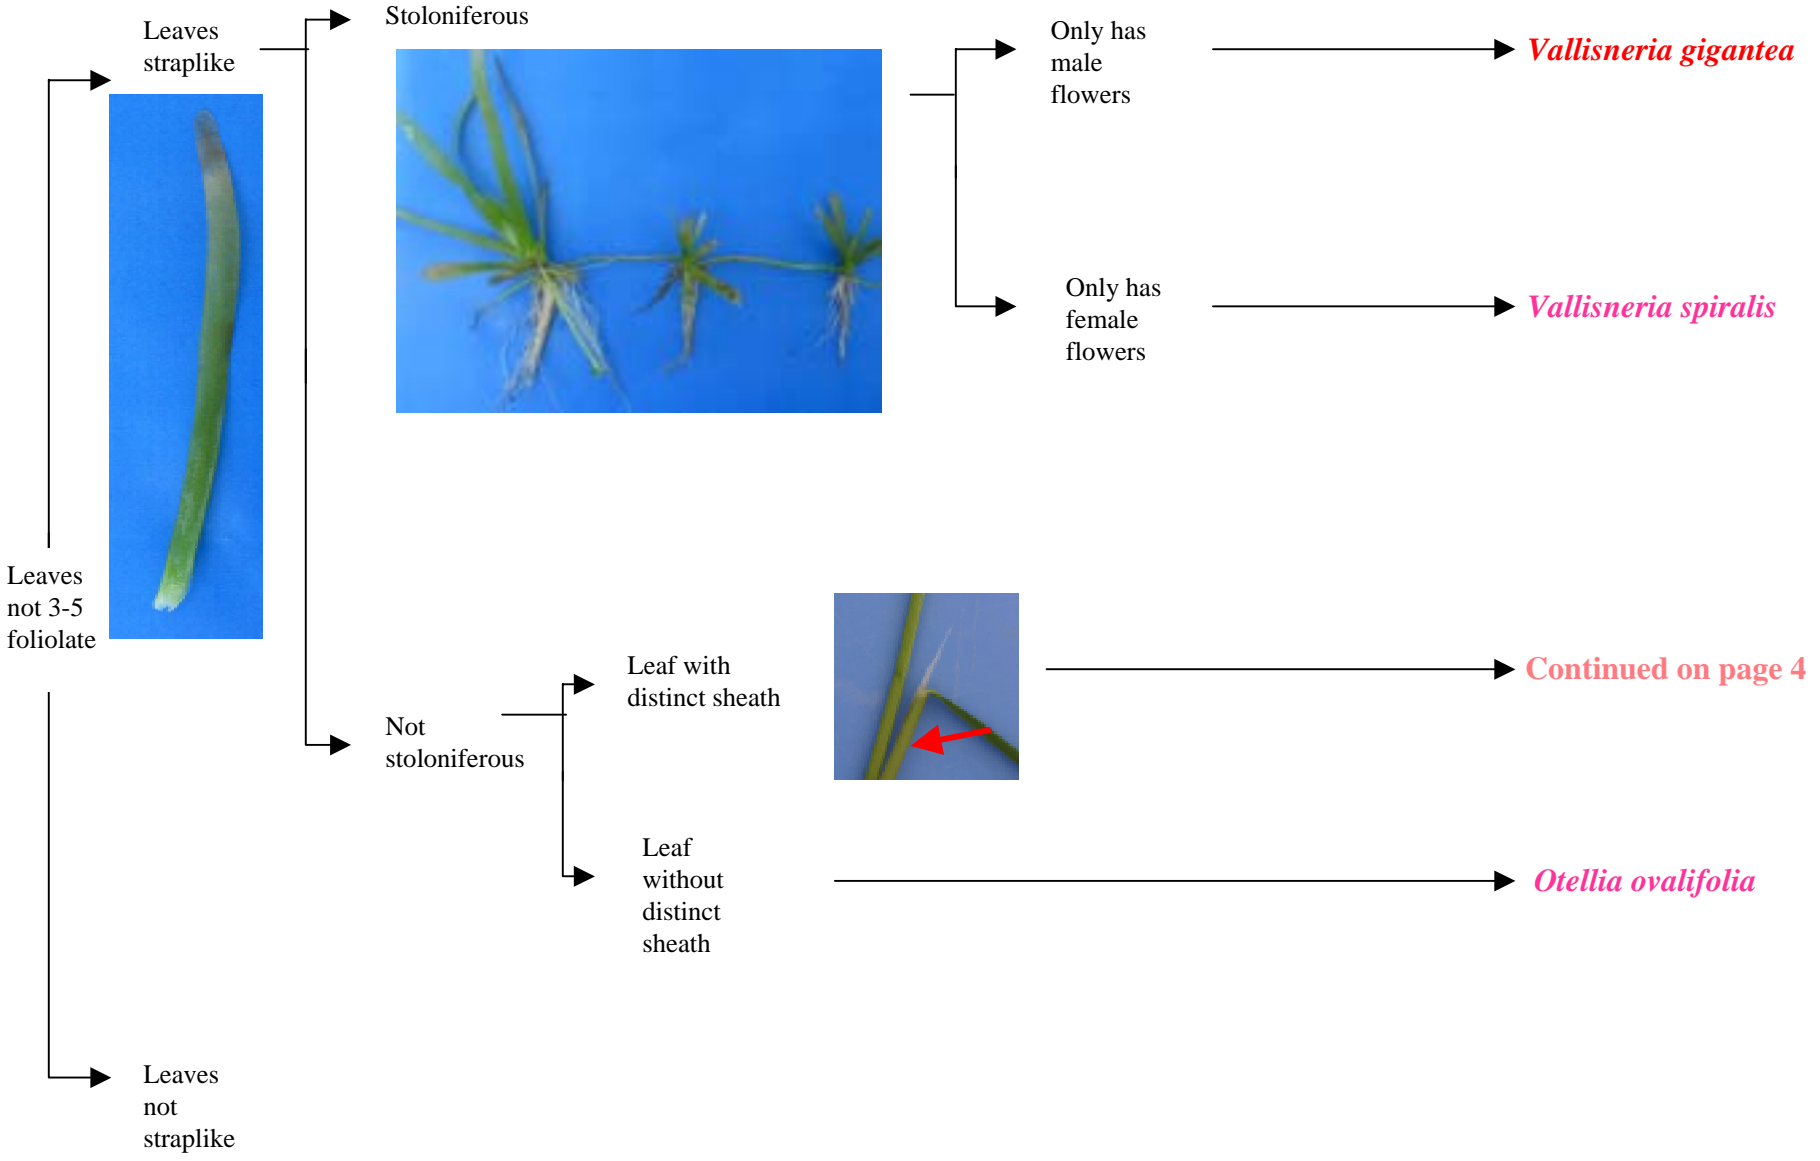 Leaves
not 3-5
foliolate
Leaves
straplike
Stoloniferous
Only has
male
flowers
Vallisneria gigantea
Only has
female
flowers
Vallisneria spiralis
Not
stoloniferous
Leaf with
distinct sheath
Continued on page 4
Leaf
without
distinct
sheath
Otellia ovalifolia
Leaves
not
straplike